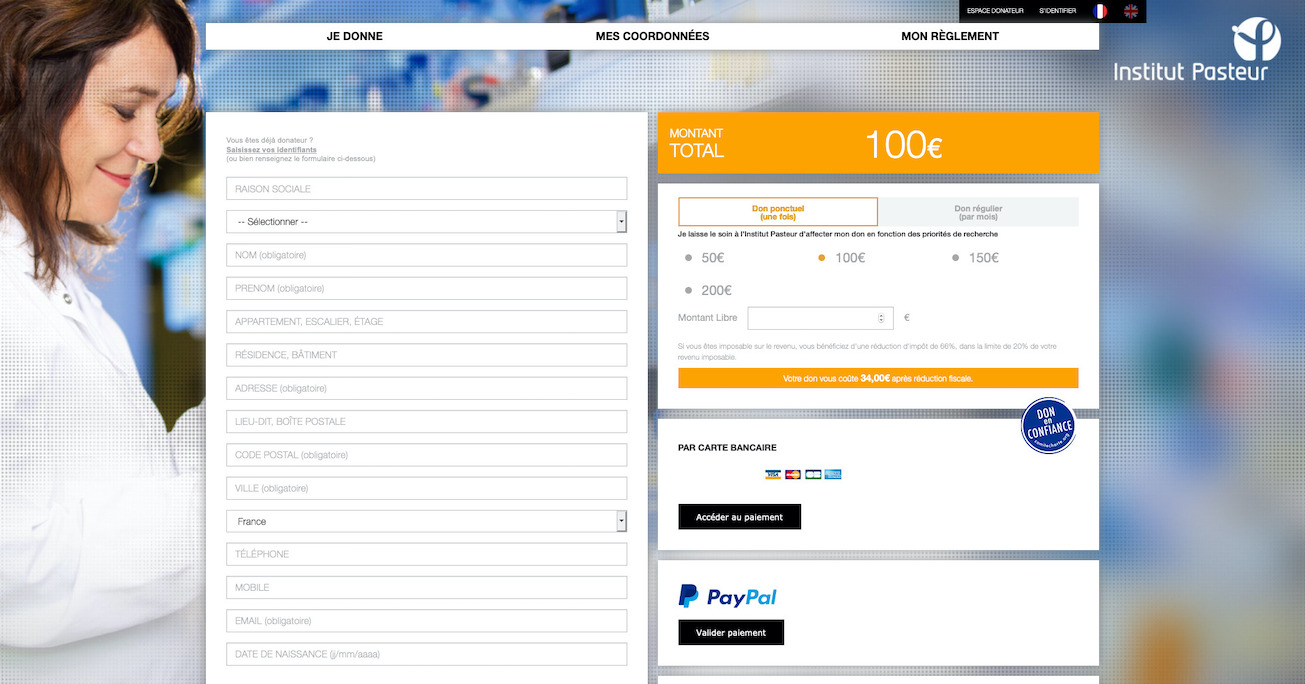 ESPACE DONATEUR S'IDENTIFIER
JE DONNE MES COORDONNÉES MON RÈGLEMENT
Institut Pasteur
Vous êtes déjà donateur ?
Saisissez vos identifiants
(ou bien renseignez le formulaire ci-dessous)
RAISON SOCIALE
-- Sélectionner --
NOM (obligatoire)
PRENOM (obligatoire)
APPARTEMENT, ESCALIER, ÉTAGE
RÉSIDENCE, BÂTIMENT
ADRESSE (obligatoire)
LIEU-DIT, BOÎTE POSTALE
CODE POSTAL (obligatoire)
VILLE (obligatoire)
France
TÉLÉPHONE
MOBILE
EMAIL (obligatoire)
DATE DE NAISSANCE (jj/mm/aaaa)
MONTANT
TOTAL
100€
Don ponctuel
(une fois)
Don régulier
(par mois)
Je laisse le soin à l'Institut Pasteur d'affecter mon don en fonction des priorités de recherche
50€ 100€ 150€
200€
Montant Libre €
Si vous êtes imposable sur le revenu, vous bénéficiez d'une réduction d'impôt de 66%, dans la limite de 20% de votre
revenu imposable.
Votre don vous coûte 34,00€ après réduction fiscale.
DON
en
CONFIANCE
comitecharte.org
PAR CARTE BANCAIRE
VISA
Accéder au paiement
PayPal
Valider paiement